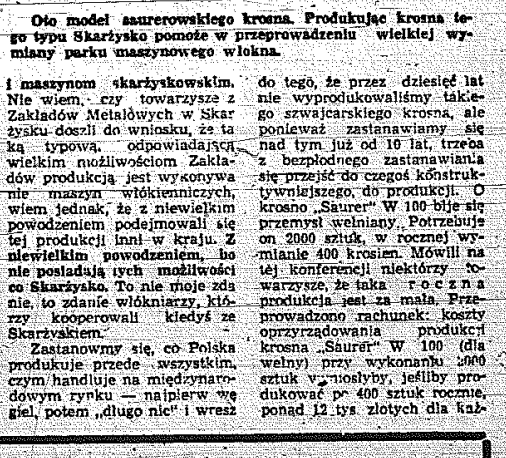 Oto model saurerowskiego krosna. Produkując krosna te-
go typu Skarżysko pomoże w przeprowadzeniu wielkiej wy-
miany parku maszynowego włókna.
i maszynom skarżyskowskim.
Nie wiem, czy towarzysze z
Zakładów Metalowych w Skar
żysku doszli do wniosku, że ta
ką typową, odpowiadającą
wielkim możliwościom Zakła-
dów produkcją jest wykonywa
nie maszyn włókienniczych,
wiem jednak, że z niewielkim
powodzeniem podejmowali się
tej produkcji inni w kraju. Z
niewielkim powodzeniem, bo
nie posiadają tych możliwości
co Skarżysko. To nie moje zda
nie, to zdanie włókniarzy, któ-
rzy kooperowali kiedyś ze
Skarżyskiem.
Zastanówmy się, co Polska
produkuje przede wszystkim,
czym handluje na międzynaro-
dowym rynku — najpierw wę
giel, potem „długo nic" i wresz
do tego, że przez dziesięć lat
nie wyprodukowaliśmy takie-
go szwajcarskiego krosna, ale
ponieważ zastanawiamy się
nad tym już od 10 lat, trzeba
z bezpłodnego zastanawiania
się przejść do czegoś konstruk-
tywniejszego, do produkcji. O
krosno „Saurer" W 100 bije się
przemysł wełniany. Potrzebuje
on 2000 sztuk, w rocznej wy-
mianie 400 krosien. Mówili na
tej konferencji niektórzy to-
warzysze, że taka roczna
produkcja jest za mała. Prze-
prowadzono rachunek: koszty
oprzyrządowania produkcji
krosna „Saurer" W 100 (dla
wełny) przy wykonaniu 2000
sztuk wyniosłyby, jeśliby pro-
dukować po 400 sztuk rocznie,
ponad 12 tys. złotych dla każ-